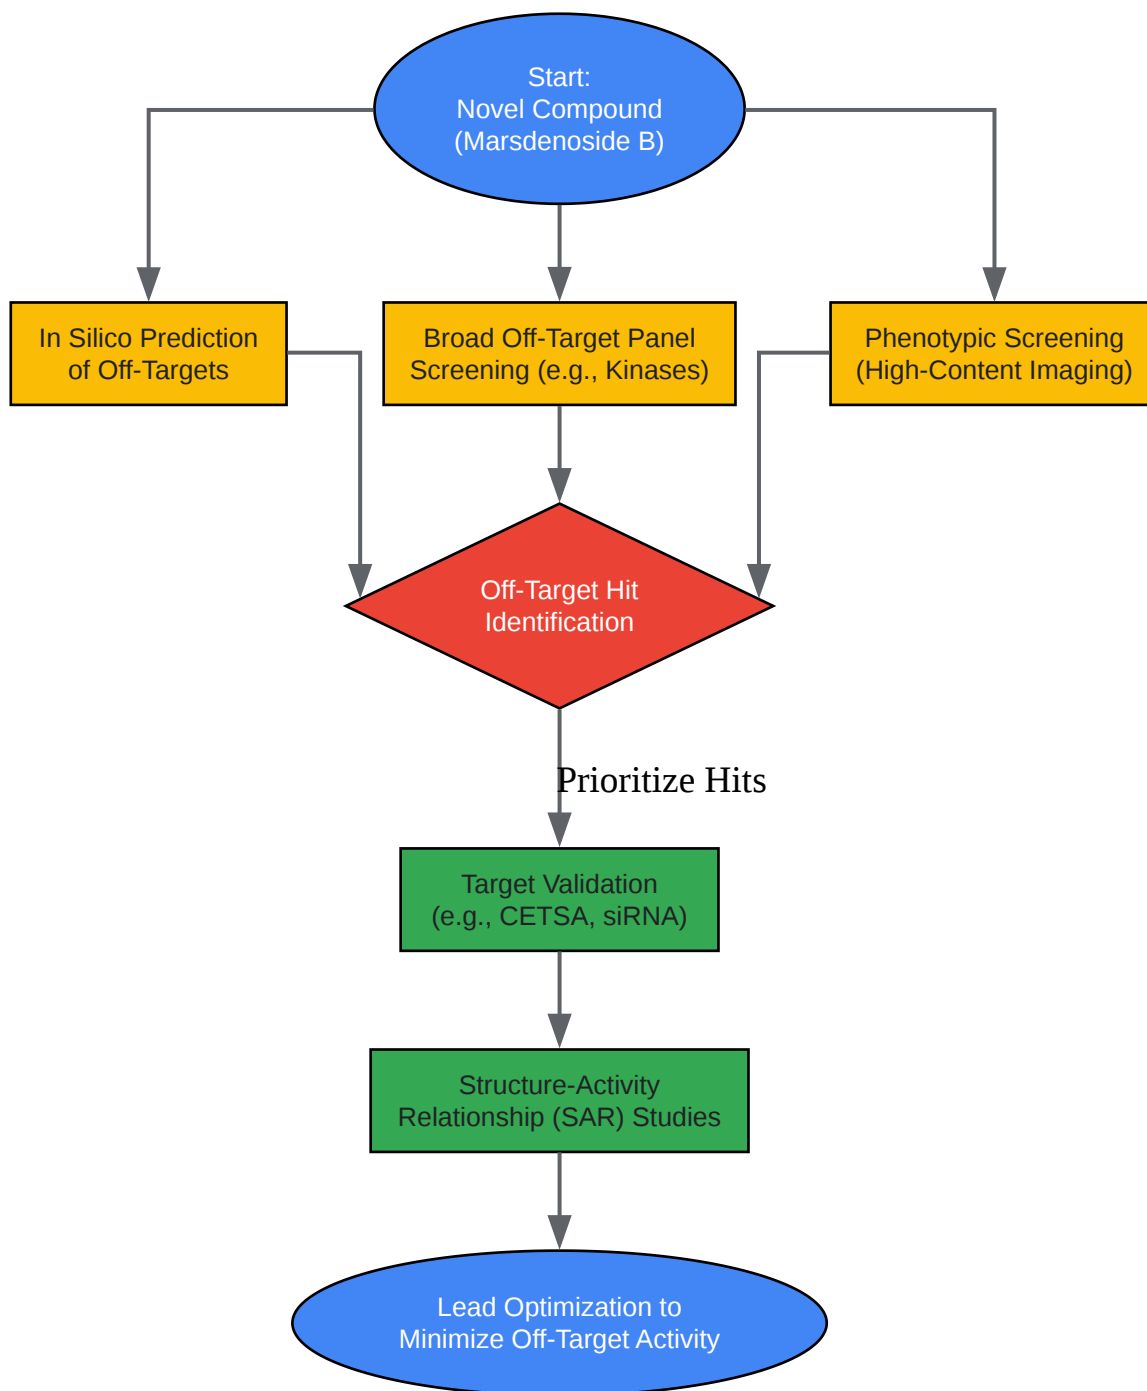 Start:
Novel Compound
(Marsdenoside B)
In Silico Prediction
of Off-Targets
Broad Off-Target Panel
Screening (e.g., Kinases)
Phenotypic Screening
(High-Content Imaging)
Off-Target Hit
Identification
Prioritize Hits
Target Validation
(e.g., CETSA, siRNA)
Structure-Activity
Relationship (SAR) Studies
Lead Optimization to
Minimize Off-Target Activity